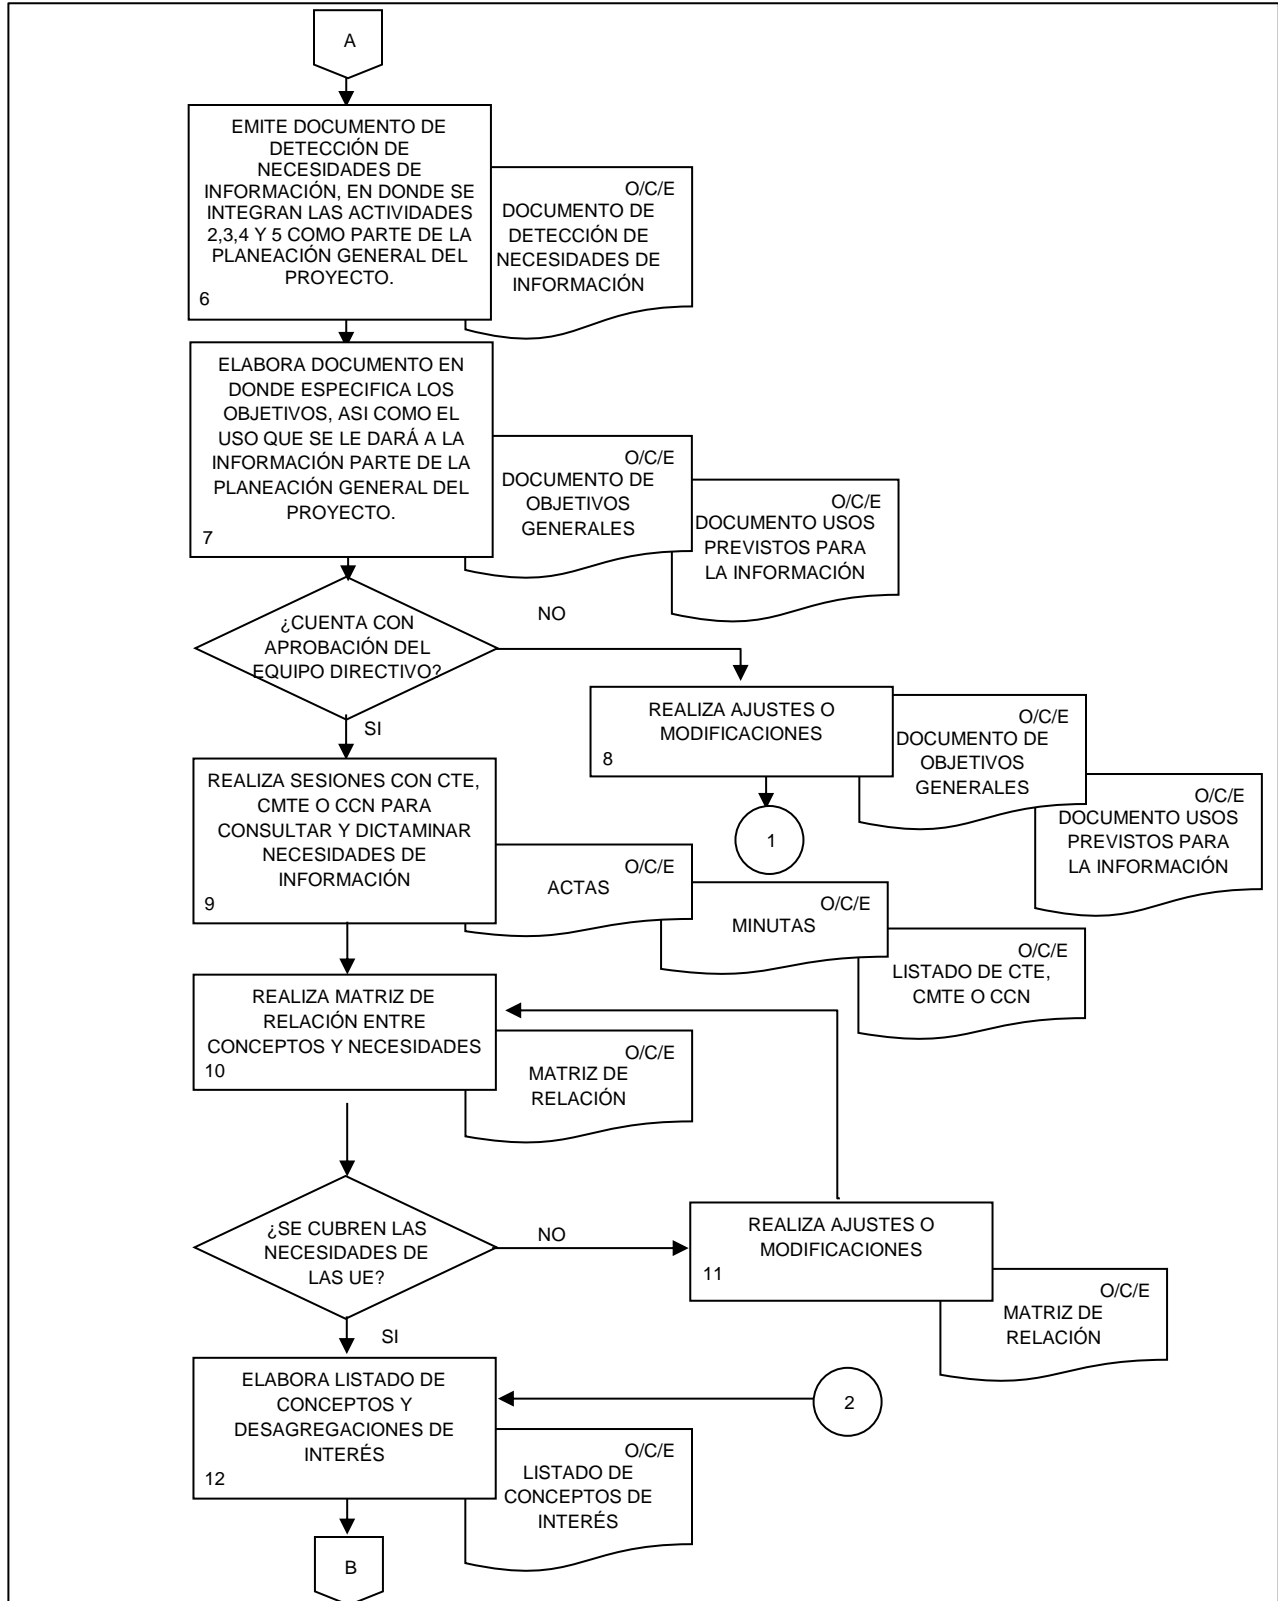 A
EMITE DOCUMENTO DE
DETECCIÓN DE
NECESIDADES DE
INFORMACIÓN, EN DONDE SE
INTEGRAN LAS ACTIVIDADES
2,3,4 Y 5 COMO PARTE DE LA
PLANEACIÓN GENERAL DEL
PROYECTO.
6
O/C/E
DOCUMENTO DE
DETECCIÓN DE
NECESIDADES DE
INFORMACIÓN
ELABORA DOCUMENTO EN
DONDE ESPECIFICA LOS
OBJETIVOS, ASI COMO EL
USO QUE SE LE DARÁ A LA
INFORMACIÓN PARTE DE LA
PLANEACIÓN GENERAL DEL
PROYECTO.
7
O/C/E
DOCUMENTO DE
OBJETIVOS
GENERALES
O/C/E
DOCUMENTO USOS
PREVISTOS PARA
LA INFORMACIÓN
¿CUENTA CON
APROBACIÓN DEL
EQUIPO DIRECTIVO?
NO
SI
REALIZA AJUSTES O
MODIFICACIONES
8
O/C/E
DOCUMENTO DE
OBJETIVOS
GENERALES
O/C/E
DOCUMENTO USOS
PREVISTOS PARA
LA INFORMACIÓN
1
REALIZA SESIONES CON CTE,
CMTE O CCN PARA
CONSULTAR Y DICTAMINAR
NECESIDADES DE
INFORMACIÓN
9
O/C/E
ACTAS
O/C/E
MINUTAS
O/C/E
LISTADO DE CTE,
CMTE O CCN
REALIZA MATRIZ DE
RELACIÓN ENTRE
CONCEPTOS Y NECESIDADES
10
O/C/E
MATRIZ DE
RELACIÓN
¿SE CUBREN LAS
NECESIDADES DE
LAS UE?
NO
SI
REALIZA AJUSTES O
MODIFICACIONES
11
O/C/E
MATRIZ DE
RELACIÓN
ELABORA LISTADO DE
CONCEPTOS Y
DESAGREGACIONES DE
INTERÉS
12
2
O/C/E
LISTADO DE
CONCEPTOS DE
INTERÉS
B